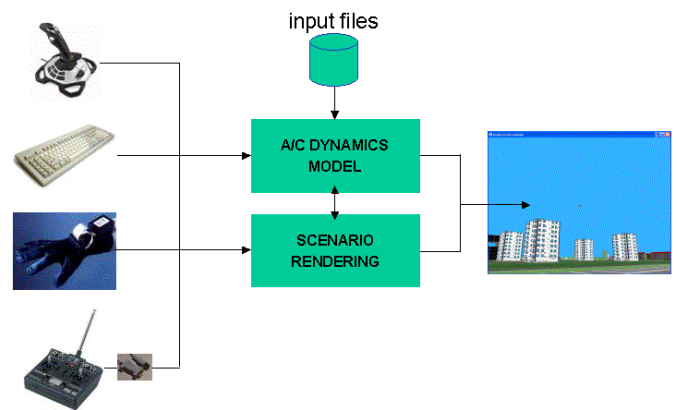 input files
A/C DYNAMICS
MODEL
SCENARIO
RENDERING